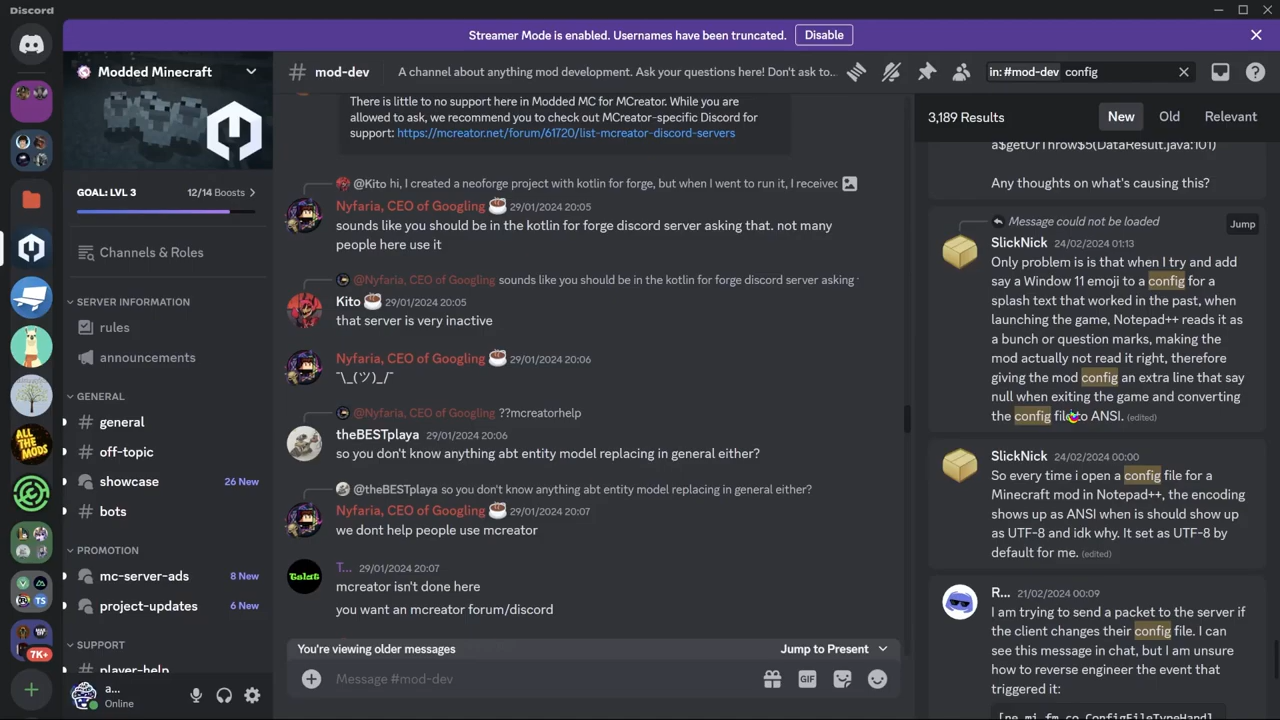 Discord
Streamer Mode is enabled. Usernames have been truncated.
Disable
Modded Minecraft
GOAL: LVL 3
12/14 Boosts
Channels & Roles
SERVER INFORMATION
rules
announcements
GENERAL
general
off-topic
showcase
26 New
bots
PROMOTION
mc-server-ads
8 New
project-updates
6 New
SUPPORT
player-help
ALL THE MODS
TS
7K+
a...
Online
mod-dev
A channel about anything mod development. Ask your questions here! Don't ask to...
in: #mod-dev config
There is little to no support here in Modded MC for MCreator. While you are
allowed to ask, we recommend you to check out MCreator-specific Discord for
support: https://mcreator.net/forum/61720/list-mcreator-discord-servers
@Kito hi, I created a neoforge project with kotlin for forge, but when I went to run it, I received
Nyfaria, CEO of Googling ☕ 29/01/2024 20:05
sounds like you should be in the kotlin for forge discord server asking that. not many
people here use it
@Nyfaria, CEO of Googling ☕ sounds like you should be in the kotlin for forge discord server asking
Kito ☕ 29/01/2024 20:05
that server is very inactive
Nyfaria, CEO of Googling ☕ 29/01/2024 20:06
¯\_(ツ)_/¯
@Nyfaria, CEO of Googling ☕ ??mcreatorhelp
theBESTplaya 29/01/2024 20:06
so you don't know anything abt entity model replacing in general either?
@theBESTplaya so you don't know anything abt entity model replacing in general either?
Nyfaria, CEO of Googling ☕ 29/01/2024 20:07
we dont help people use mcreator
Tslat
T... 29/01/2024 20:07
mcreator isn't done here
you want an mcreator forum/discord
You're viewing older messages
Jump to Present
Message #mod-dev
GIF
3,189 Results
New
Old
Relevant
a$getOrThrow$5(DataResult.java:101)
Any thoughts on what's causing this?
Message could not be loaded
Jump
SlickNick 24/02/2024 01:13
Only problem is is that when I try and add
say a Window 11 emoji to a config for a
splash text that worked in the past, when
launching the game, Notepad++ reads it as
a bunch or question marks, making the
mod actually not read it right, therefore
giving the mod config an extra line that say
null when exiting the game and converting
the config file to ANSI. (edited)
SlickNick 24/02/2024 00:00
So every time i open a config file for a
Minecraft mod in Notepad++, the encoding
shows up as ANSI when is should show up
as UTF-8 and idk why. It set as UTF-8 by
default for me. (edited)
R... 21/02/2024 00:09
I am trying to send a packet to the server if
the client changes their config file. I can
see this message in chat, but I am unsure
how to reverse engineer the event that
triggered it:
[ne.mi.fm.co.ConfigFileTypeHand]